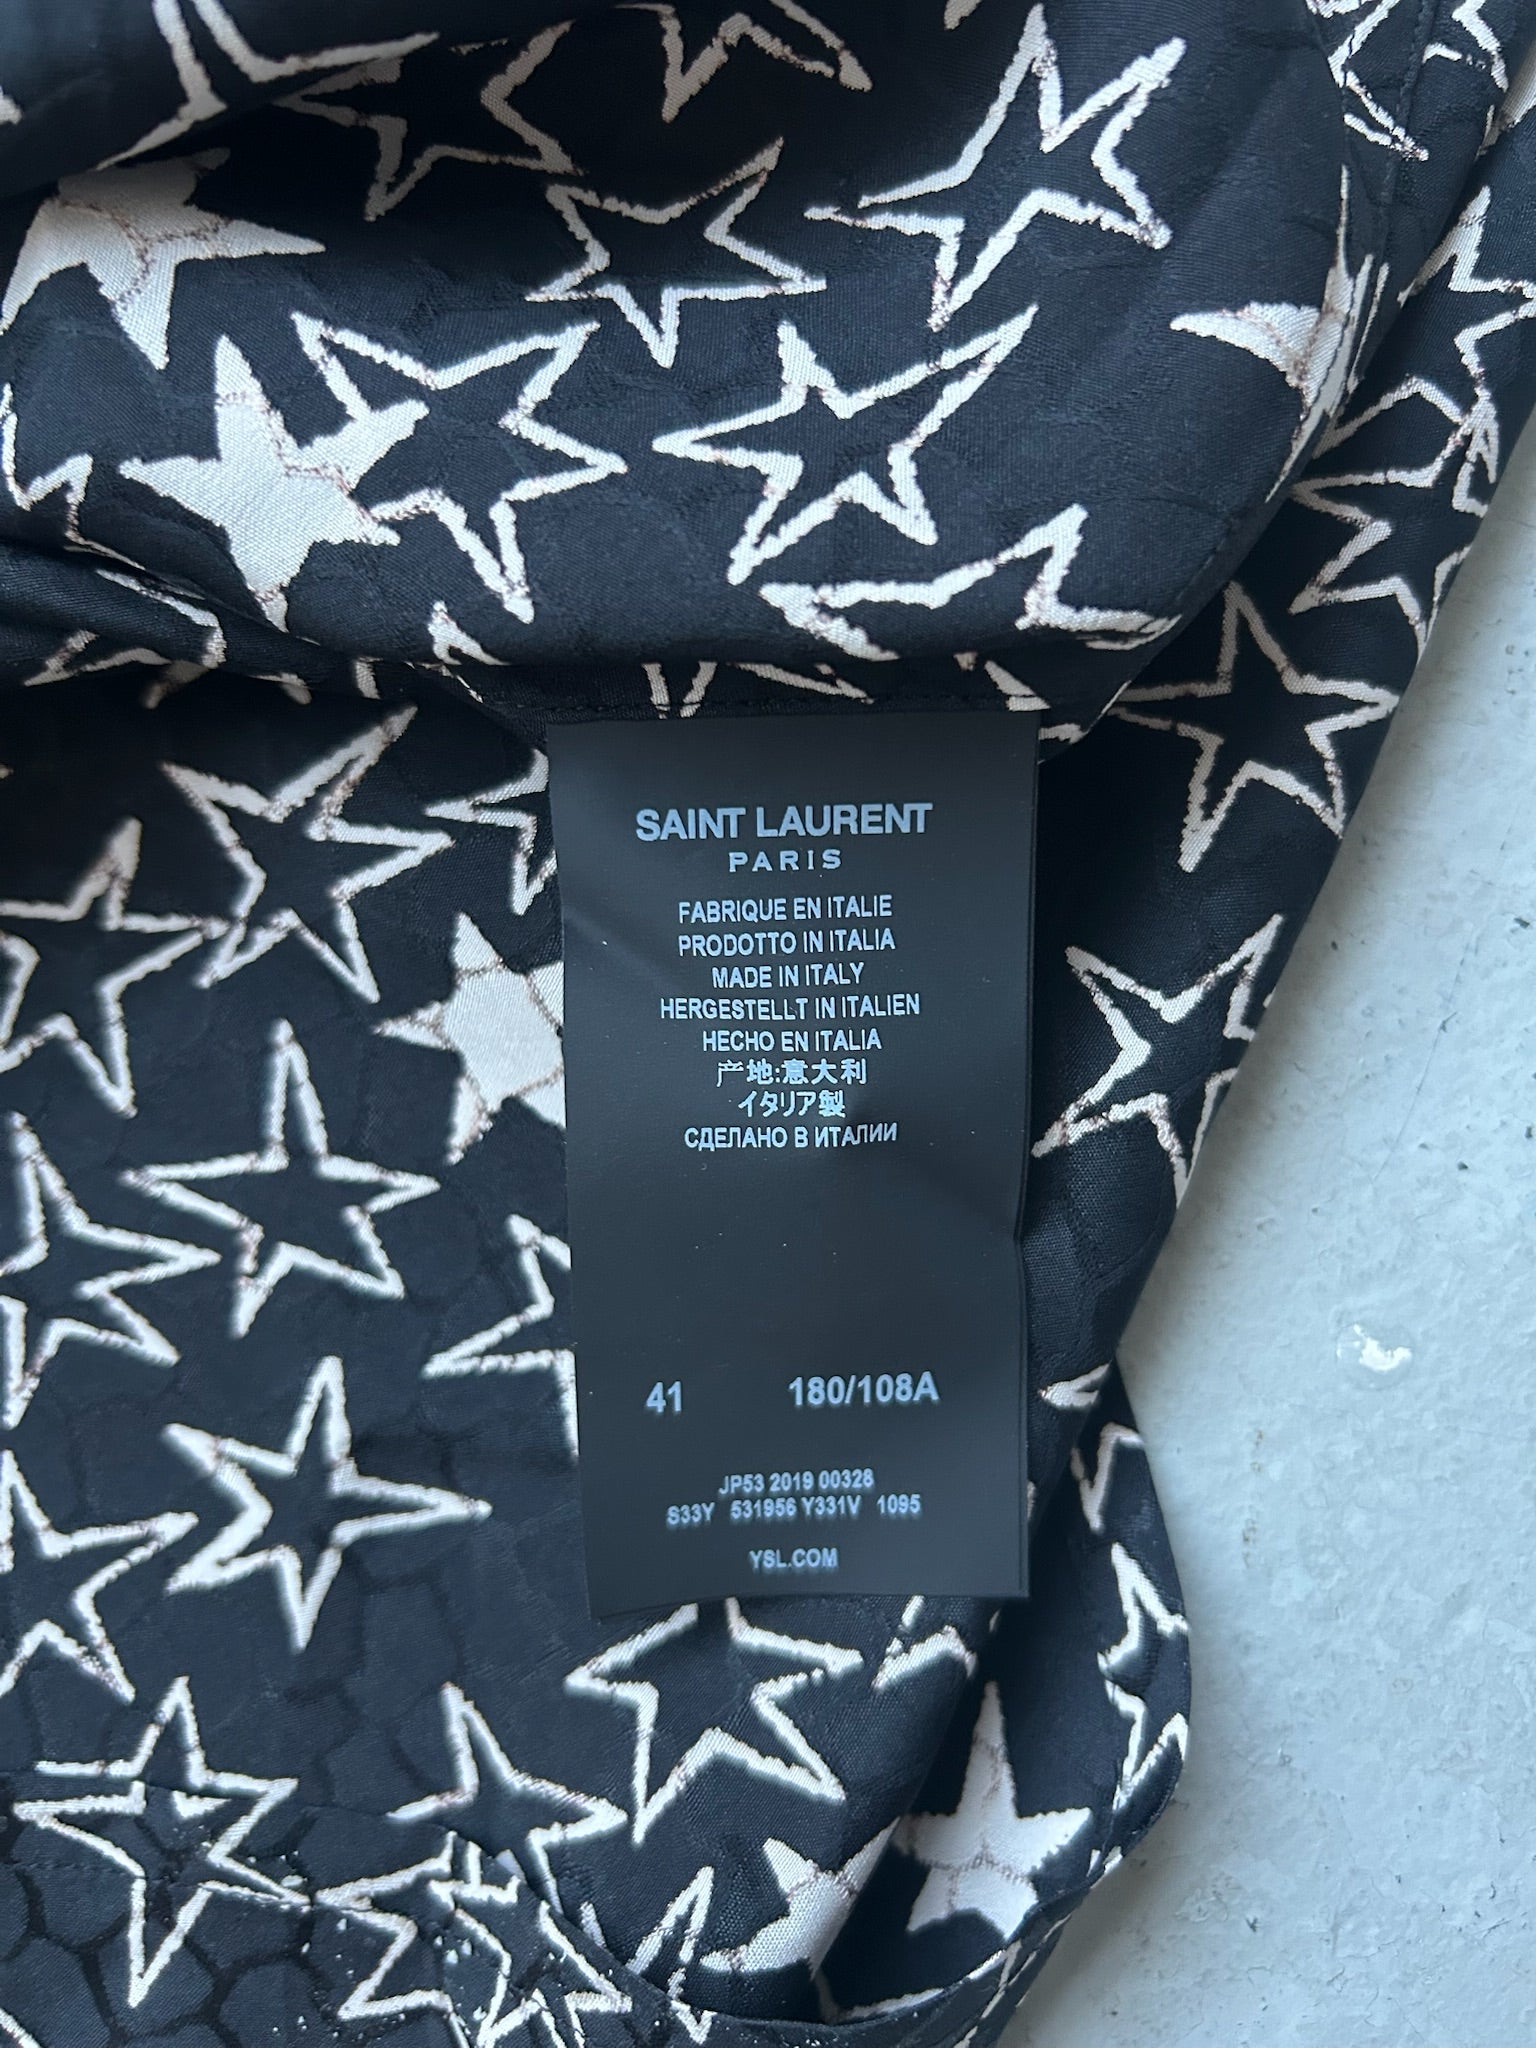 SAINT LAURENT
PARIS
FABRIQUE EN ITALIE
PRODOTTO IN ITALIA
MADE IN ITALY
HERGESTELLT IN ITALIEN
HECHO EN ITALIA
产地:意大利
イタリア製
СДЕЛАНО В ИТАЛИИ
41 180/108A
JP53 2019 00328
S33Y 531956 Y331V 1095
YSL.COM